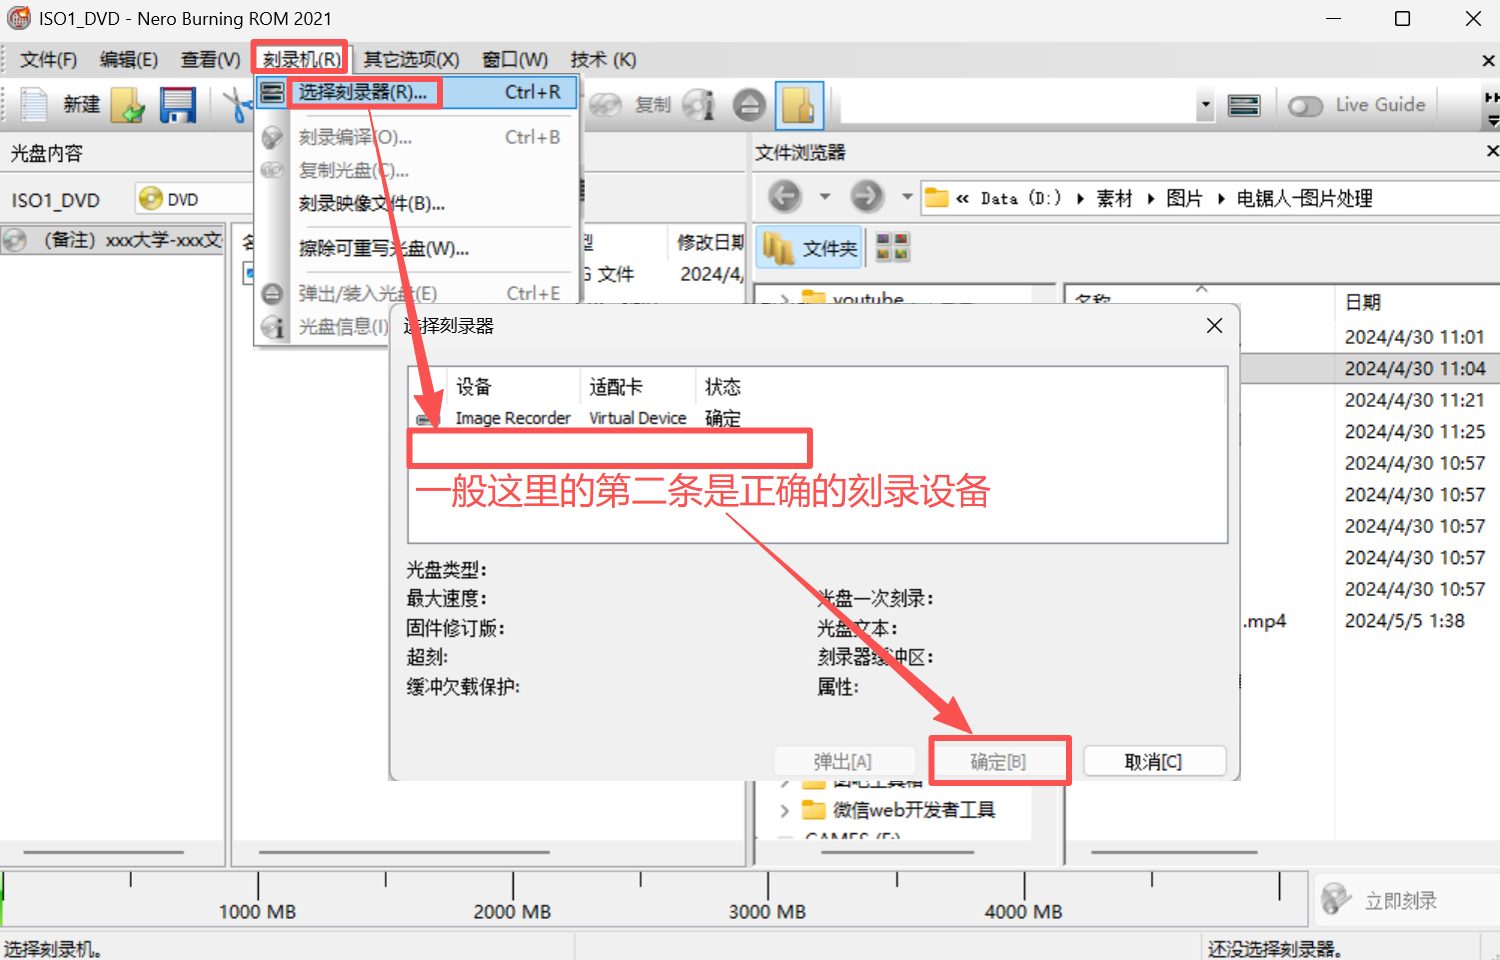 ISO1_DVD - Nero Burning ROM 2021
文件(F) 编辑(E) 查看(V) 刻录机(R) 其它选项(X) 窗口(W) 技术 (K)
新建 复制 Live Guide
选择刻录器(R)... Ctrl+R
刻录编译(O)... Ctrl+B
复制光盘(C)...
刻录映像文件(B)...
擦除可重写光盘(W)...
弹出/装入光盘(E) Ctrl+E
光盘信息(I)
光盘内容
ISO1_DVD DVD
(备注) xxx大学-xxx文
修改日期
文件 2024/4/
文件浏览器
« Data (D:) 素材 图片 电锯人-图片处理
文件夹
youtube
名称 日期
2024/4/30 11:01
2024/4/30 11:04
2024/4/30 11:21
2024/4/30 11:25
2024/4/30 10:57
2024/4/30 10:57
2024/4/30 10:57
2024/4/30 10:57
2024/4/30 10:57
.mp4 2024/5/5 1:38
选择刻录器
设备 适配卡 状态
Image Recorder Virtual Device 确定
一般这里的第二条是正确的刻录设备
光盘类型:
最大速度: 光盘一次刻录:
固件修订版: 光盘文本:
超刻: 刻录器缓冲区:
缓冲欠载保护: 属性:
弹出[A] 确定[B] 取消[C]
图吧工具箱
微信web开发者工具
GAMES (E:)
1000 MB 2000 MB 3000 MB 4000 MB
立即刻录
选择刻录机。 还没选择刻录器。